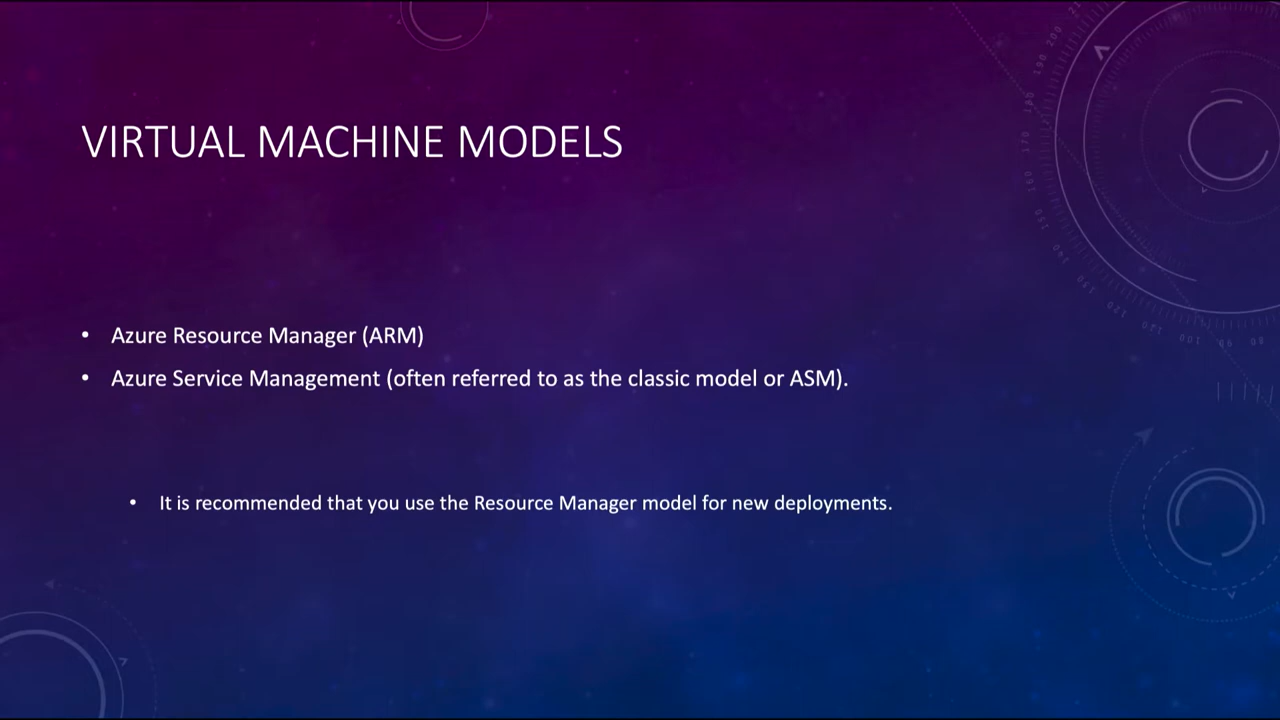 VIRTUAL MACHINE MODELS
• Azure Resource Manager (ARM)
• Azure Service Management (often referred to as the classic model or ASM).
• It is recommended that you use the Resource Manager model for new deployments.